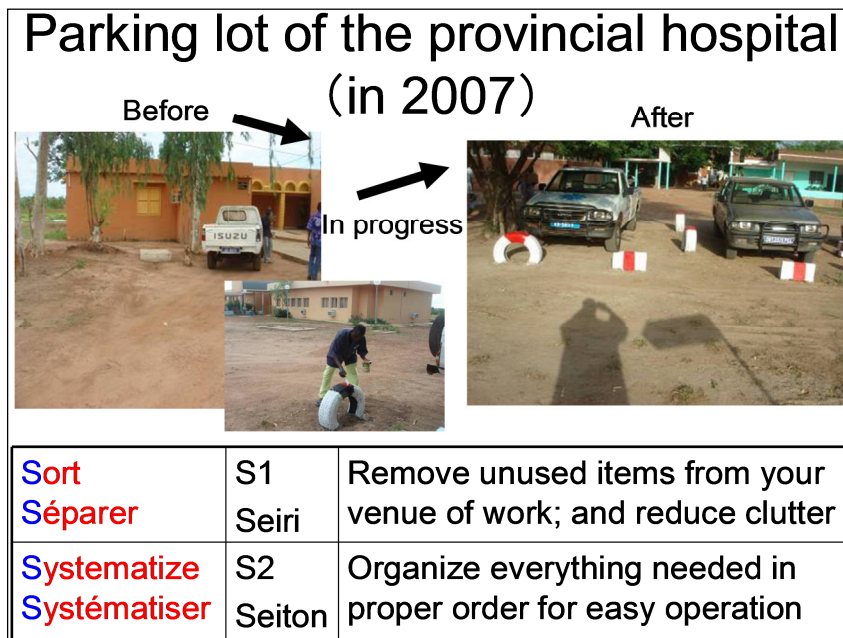 Parking lot of the provincial hospital
（in 2007）
Before
After
In progress
ISUZU
Sort
Séparer
S1
Seiri
Remove unused items from your
venue of work; and reduce clutter
Systematize
Systématiser
S2
Seiton
Organize everything needed in
proper order for easy operation